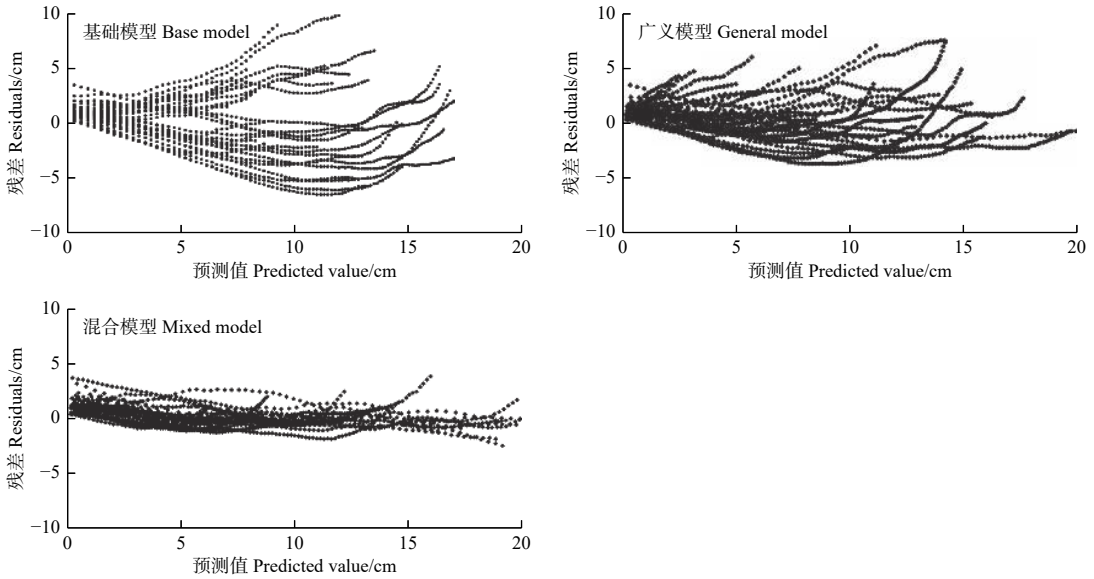 基础模型 Base model
10
5
0
−5
−10
残差 Residuals/cm
0 5 10 15 20
预测值 Predicted value/cm
广义模型 General model
10
5
0
−5
−10
残差 Residuals/cm
0 5 10 15 20
预测值 Predicted value/cm
混合模型 Mixed model
10
5
0
−5
−10
残差 Residuals/cm
0 5 10 15 20
预测值 Predicted value/cm